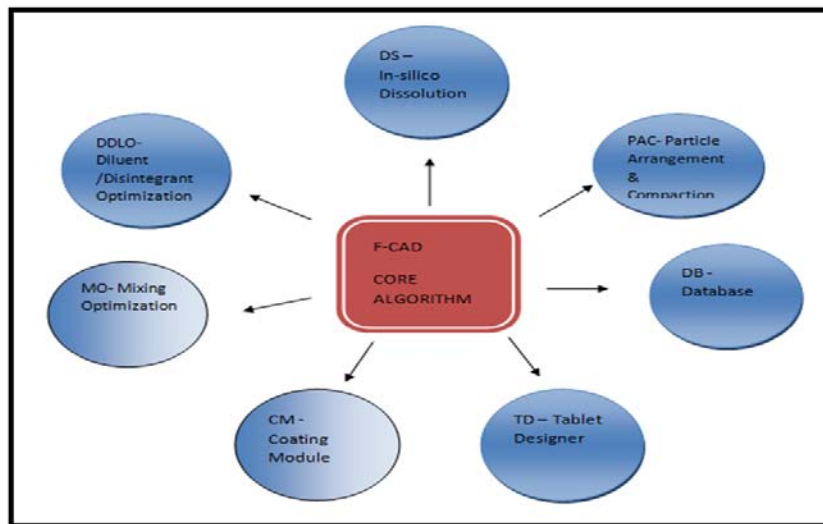 DS –
In-silico
Dissolution
DDLO-
Diluent
/Disintegrant
Optimization
PAC- Particle
Arrangement
&
Compaction
F-CAD
CORE
ALGORITHM
MO- Mixing
Optimization
DB -
Database
CM -
Coating
Module
TD – Tablet
Designer